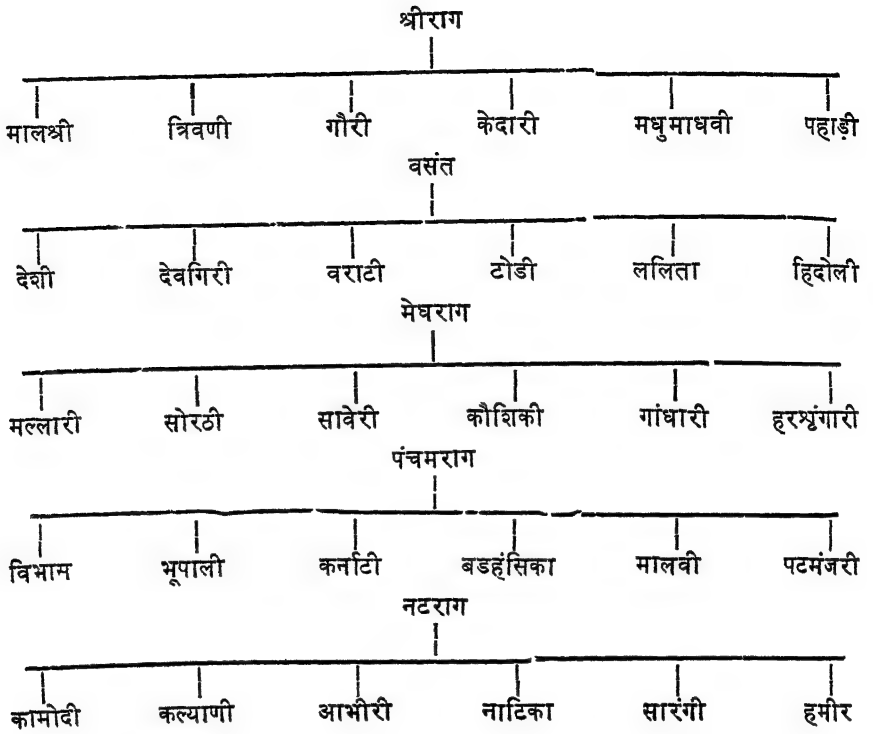 श्रीराग
मालश्री त्रिवणी गौरी केदारी मधुमाधवी पहाड़ी
वसंत
देशी देवगिरी वराटी टोडी ललिता हिदोली
मेघराग
मल्लारी सोरठी सावेरी कौशिकी गांधारी हरशृंगारी
पंचमराग
विभाम भूपाली कर्नाटी बडहंसिका मालवी पटमंजरी
नटराग
कामोदी कल्याणी आभीरी नाटिका सारंगी हमीर